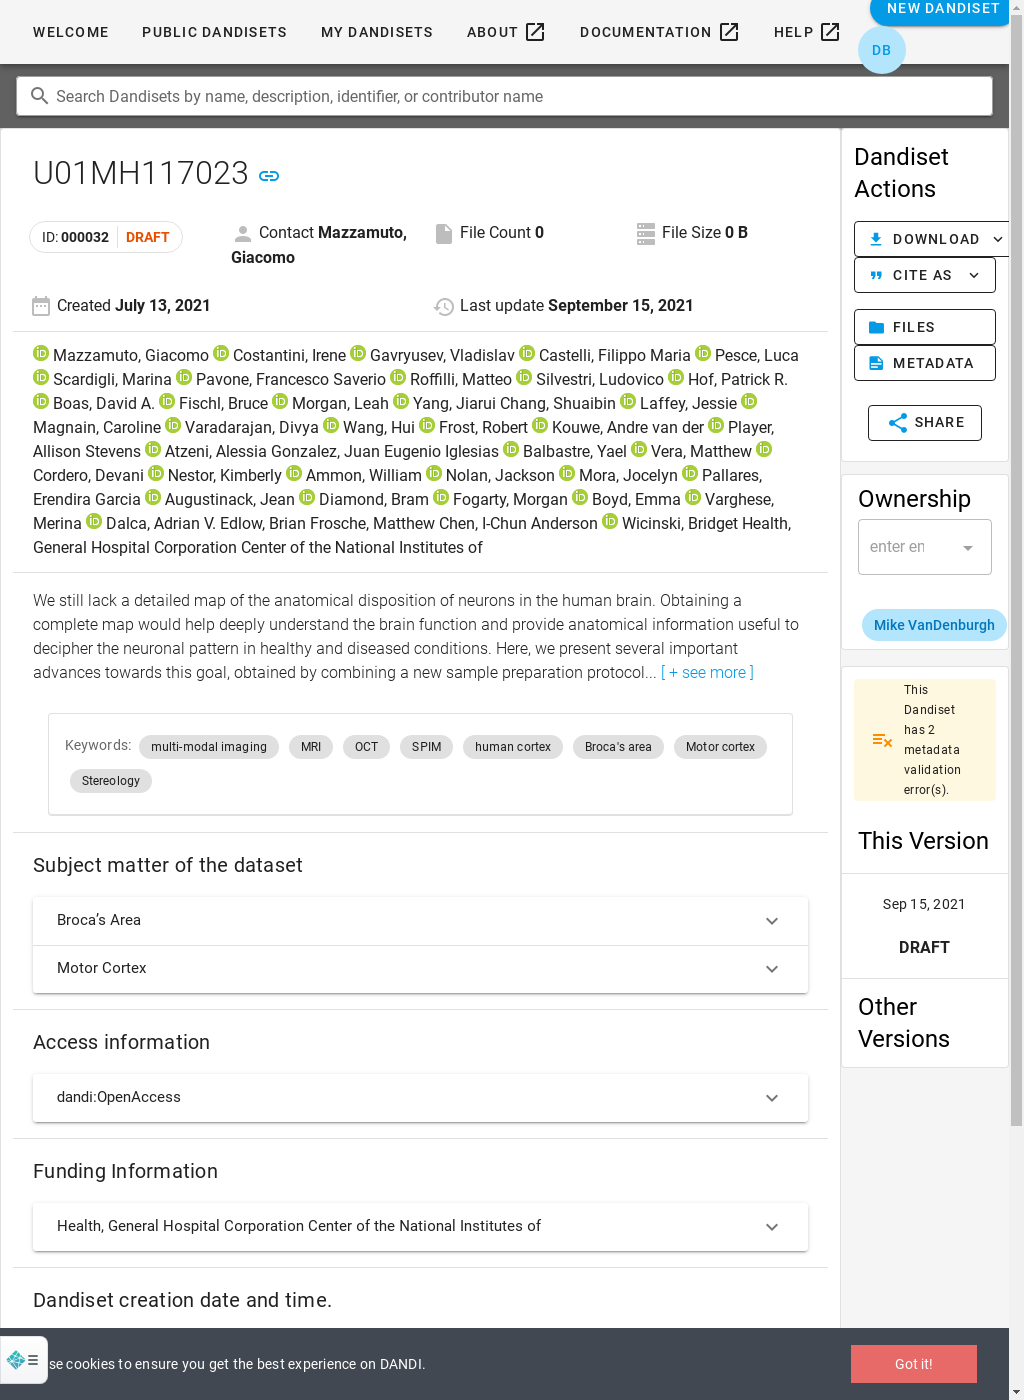 WELCOME PUBLIC DANDISETS MY DANDISETS ABOUT DOCUMENTATION HELP NEW DANDISET
DB
Search Dandisets by name, description, identifier, or contributor name
U01MH117023
ID: 000032 DRAFT
Contact Mazzamuto, Giacomo
File Count 0
File Size 0 B
Created July 13, 2021
Last update September 15, 2021
Mazzamuto, Giacomo Costantini, Irene Gavryusev, Vladislav Castelli, Filippo Maria Pesce, Luca
Scardigli, Marina Pavone, Francesco Saverio Roffilli, Matteo Silvestri, Ludovico Hof, Patrick R.
Boas, David A. Fischl, Bruce Morgan, Leah Yang, Jiarui Chang, Shuaibin Laffey, Jessie
Magnain, Caroline Varadarajan, Divya Wang, Hui Frost, Robert Kouwe, Andre van der Player,
Allison Stevens Atzeni, Alessia Gonzalez, Juan Eugenio Iglesias Balbastre, Yael Vera, Matthew
Cordero, Devani Nestor, Kimberly Ammon, William Nolan, Jackson Mora, Jocelyn Pallares,
Erendira Garcia Augustinack, Jean Diamond, Bram Fogarty, Morgan Boyd, Emma Varghese,
Merina Dalca, Adrian V. Edlow, Brian Frosche, Matthew Chen, I-Chun Anderson Wicinski, Bridget Health,
General Hospital Corporation Center of the National Institutes of
We still lack a detailed map of the anatomical disposition of neurons in the human brain. Obtaining a
complete map would help deeply understand the brain function and provide anatomical information useful to
decipher the neuronal pattern in healthy and diseased conditions. Here, we present several important
advances towards this goal, obtained by combining a new sample preparation protocol... [ + see more ]
Keywords: multi-modal imaging MRI OCT SPIM human cortex Broca's area Motor cortex
Stereology
Subject matter of the dataset
Broca’s Area
Motor Cortex
Access information
dandi:OpenAccess
Funding Information
Health, General Hospital Corporation Center of the National Institutes of
Dandiset creation date and time.
Dandiset
Actions
DOWNLOAD
CITE AS
FILES
METADATA
SHARE
Ownership
enter en
Mike VanDenburgh
This
Dandiset
has 2
metadata
validation
error(s).
This Version
Sep 15, 2021
DRAFT
Other
Versions
se cookies to ensure you get the best experience on DANDI.
Got it!